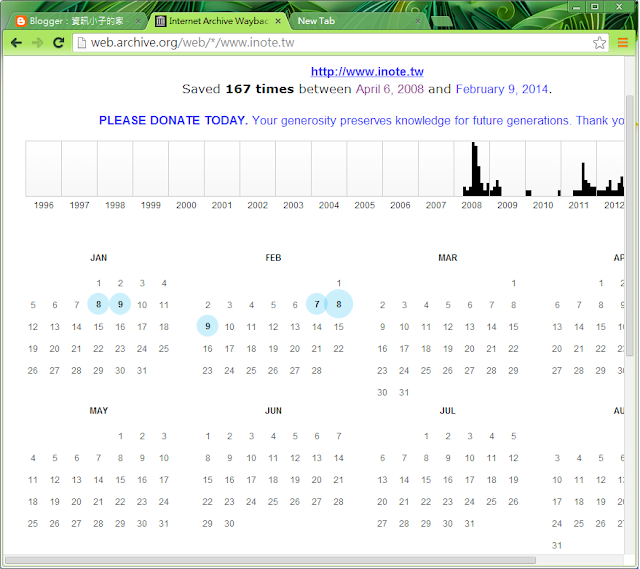 Blogger：資訊小子的家 -
Internet Archive Wayba
New Tab
web.archive.org/web/*/www.inote.tw
http://www.inote.tw
Saved 167 times between April 6, 2008 and February 9, 2014.
PLEASE DONATE TODAY. Your generosity preserves knowledge for future generations. Thank yo
1996 1997 1998 1999 2000 2001 2002 2003 2004 2005 2006 2007 2008 2009 2010 2011 2012
JAN FEB MAR AP
1 2 3 4 1 1 1 2
5 6 7 8 9 10 11 2 3 4 5 6 7 8 2 3 4 5 6 7 8 6 7 8 9
12 13 14 15 16 17 18 9 10 11 12 13 14 15 9 10 11 12 13 14 15 13 14 15 16
19 20 21 22 23 24 25 16 17 18 19 20 21 22 16 17 18 19 20 21 22 20 21 22 23
26 27 28 29 30 31 23 24 25 26 27 28 23 24 25 26 27 28 29 27 28 29 30
30 31
MAY JUN JUL AU
1 2 3 1 2 3 4 5 6 7 1 2 3 4 5
4 5 6 7 8 9 10 8 9 10 11 12 13 14 6 7 8 9 10 11 12 3 4 5 6
11 12 13 14 15 16 17 15 16 17 18 19 20 21 13 14 15 16 17 18 19 10 11 12 13
18 19 20 21 22 23 24 22 23 24 25 26 27 28 20 21 22 23 24 25 26 17 18 19 20
25 26 27 28 29 30 31 29 30 27 28 29 30 31 24 25 26 27
31